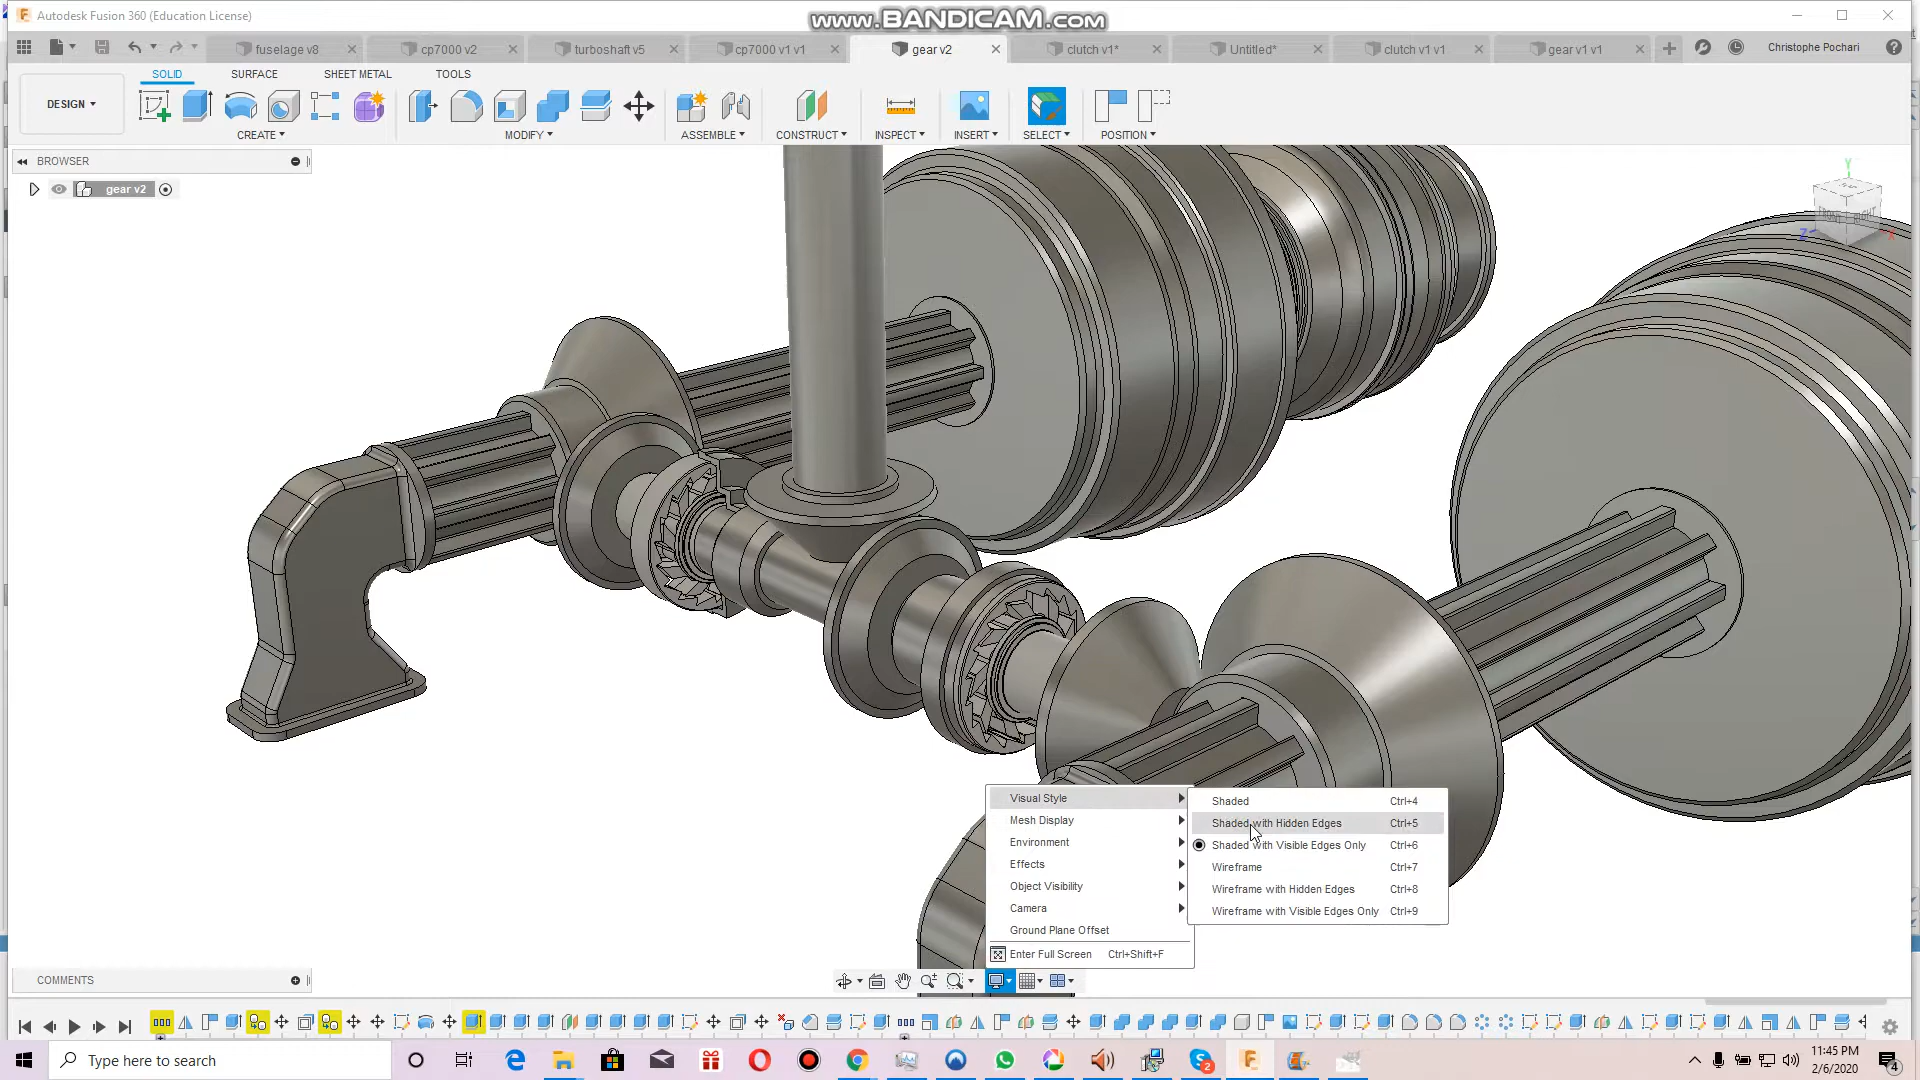 Autodesk Fusion 360 (Education License)
www.BANDICAM.com
fuselage v8
cp7000 v2
turboshaft v5
cp7000 v1 v1
gear v2
clutch v1*
Untitled*
clutch v1 v1
gear v1 v1
Christophe Pochari
SOLID
SURFACE
SHEET METAL
TOOLS
DESIGN
CREATE
MODIFY
ASSEMBLE
CONSTRUCT
INSPECT
INSERT
SELECT
POSITION
BROWSER
gear v2
Y
FRONT
RIGHT
Z
X
Visual Style
Mesh Display
Environment
Effects
Object Visibility
Camera
Ground Plane Offset
Enter Full Screen Ctrl+Shift+F
Shaded Ctrl+4
Shaded with Hidden Edges Ctrl+5
Shaded with Visible Edges Only Ctrl+6
Wireframe Ctrl+7
Wireframe with Hidden Edges Ctrl+8
Wireframe with Visible Edges Only Ctrl+9
COMMENTS
Type here to search
2
11:45 PM
2/6/2020
4